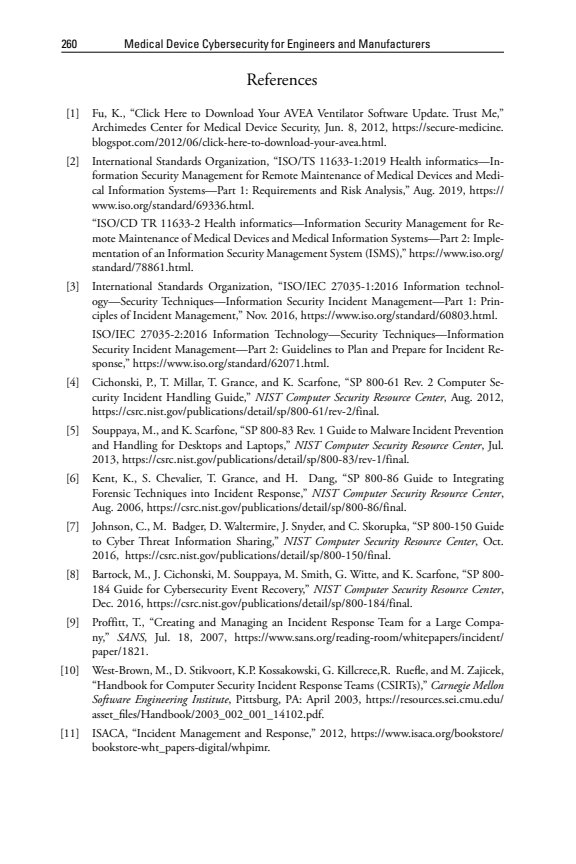 260 Medical Device Cybersecurity for Engineers and Manufacturers
References
[1] Fu, K., “Click Here to Download Your AVEA Ventilator Software Update. Trust Me,”
Archimedes Center for Medical Device Security, Jun. 8, 2012, https://secure-medicine.
blogspot.com/2012/06/click-here-to-download-your-avea.html.
[2] International Standards Organization, “ISO/TS 11633-1:2019 Health informatics—In-
formation Security Management for Remote Maintenance of Medical Devices and Medi-
cal Information Systems—Part 1: Requirements and Risk Analysis,” Aug. 2019, https://
www.iso.org/standard/69336.html.
“ISO/CD TR 11633-2 Health informatics—Information Security Management for Re-
mote Maintenance of Medical Devices and Medical Information Systems—Part 2: Imple-
mentation of an Information Security Management System (ISMS),” https://www.iso.org/
standard/78861.html.
[3] International Standards Organization, “ISO/IEC 27035-1:2016 Information technol-
ogy—Security Techniques—Information Security Incident Management—Part 1: Prin-
ciples of Incident Management,” Nov. 2016, https://www.iso.org/standard/60803.html.
ISO/IEC 27035-2:2016 Information Technology—Security Techniques—Information
Security Incident Management—Part 2: Guidelines to Plan and Prepare for Incident Re-
sponse,” https://www.iso.org/standard/62071.html.
[4] Cichonski, P., T. Millar, T. Grance, and K. Scarfone, “SP 800-61 Rev. 2 Computer Se-
curity Incident Handling Guide,” NIST Computer Security Resource Center, Aug. 2012,
https://csrc.nist.gov/publications/detail/sp/800-61/rev-2/final.
[5] Souppaya, M., and K. Scarfone, “SP 800-83 Rev. 1 Guide to Malware Incident Prevention
and Handling for Desktops and Laptops,” NIST Computer Security Resource Center, Jul.
2013, https://csrc.nist.gov/publications/detail/sp/800-83/rev-1/final.
[6] Kent, K., S. Chevalier, T. Grance, and H. Dang, “SP 800-86 Guide to Integrating
Forensic Techniques into Incident Response,” NIST Computer Security Resource Center,
Aug. 2006, https://csrc.nist.gov/publications/detail/sp/800-86/final.
[7] Johnson, C., M. Badger, D. Waltermire, J. Snyder, and C. Skorupka, “SP 800-150 Guide
to Cyber Threat Information Sharing,” NIST Computer Security Resource Center, Oct.
2016, https://csrc.nist.gov/publications/detail/sp/800-150/final.
[8] Bartock, M., J. Cichonski, M. Souppaya, M. Smith, G. Witte, and K. Scarfone, “SP 800-
184 Guide for Cybersecurity Event Recovery,” NIST Computer Security Resource Center,
Dec. 2016, https://csrc.nist.gov/publications/detail/sp/800-184/final.
[9] Proffitt, T., “Creating and Managing an Incident Response Team for a Large Compa-
ny,” SANS, Jul. 18, 2007, https://www.sans.org/reading-room/whitepapers/incident/
paper/1821.
[10] West-Brown, M., D. Stikvoort, K.P. Kossakowski, G. Killcrece,R. Ruefle, and M. Zajicek,
“Handbook for Computer Security Incident Response Teams (CSIRTs),” Carnegie Mellon
Software Engineering Institute, Pittsburg, PA: April 2003, https://resources.sei.cmu.edu/
asset_files/Handbook/2003_002_001_14102.pdf.
[11] ISACA, “Incident Management and Response,” 2012, https://www.isaca.org/bookstore/
bookstore-wht_papers-digital/whpimr.